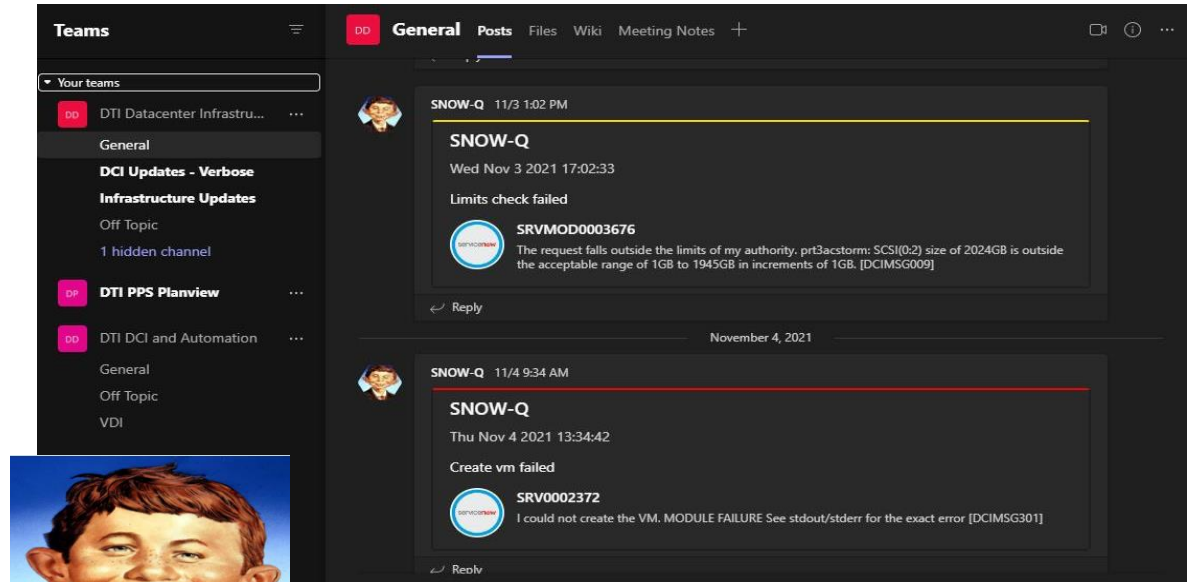 Teams
Your teams
DD DTI Datacenter Infrastru... ...
General
DCI Updates - Verbose
Infrastructure Updates
Off Topic
1 hidden channel
DP DTI PPS Planview ...
DD DTI DCI and Automation ...
General
Off Topic
VDI
DD General Posts Files Wiki Meeting Notes
Reply
SNOW-Q 11/3 1:02 PM
SNOW-Q
Wed Nov 3 2021 17:02:33
Limits check failed
servicenow
SRVMOD0003676
The request falls outside the limits of my authority. prt3acstorm: SCSI(0:2) size of 2024GB is outside
the acceptable range of 1GB to 1945GB in increments of 1GB. [DCIMSG009]
Reply
November 4, 2021
SNOW-Q 11/4 9:34 AM
SNOW-Q
Thu Nov 4 2021 13:34:42
Create vm failed
servicenow
SRV0002372
I could not create the VM. MODULE FAILURE See stdout/stderr for the exact error [DCIMSG301]
Reply